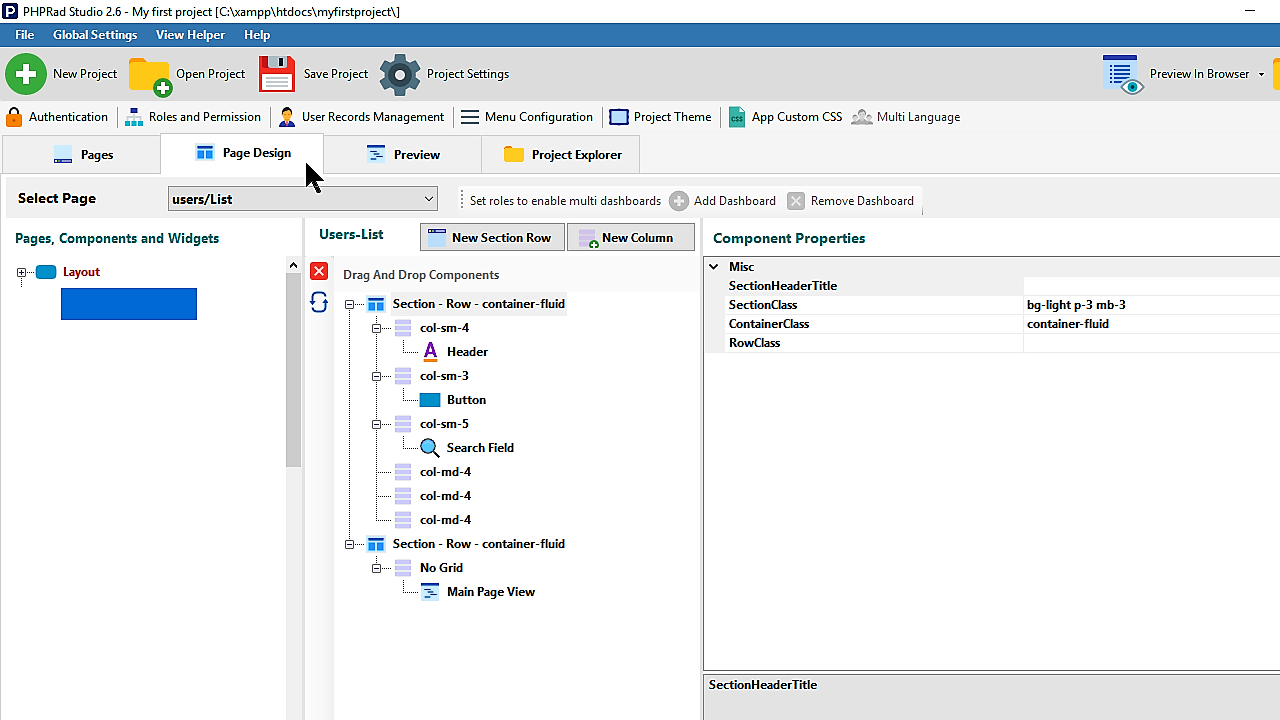 PHPRad Studio 2.6 - My first project [C:\xampp\htdocs\myfirstproject\]
File Global Settings View Helper Help
New Project Open Project Save Project Project Settings Preview In Browser
Authentication Roles and Permission User Records Management Menu Configuration Project Theme css App Custom CSS Multi Language
Pages Page Design Preview Project Explorer
Select Page users/List Set roles to enable multi dashboards Add Dashboard Remove Dashboard
Pages, Components and Widgets
Layout
Users-List New Section Row New Column
Drag And Drop Components
Section - Row - container-fluid
col-sm-4
Header
col-sm-3
Button
col-sm-5
Search Field
col-md-4
col-md-4
col-md-4
Section - Row - container-fluid
No Grid
Main Page View
Component Properties
Misc
SectionHeaderTitle
SectionClass bg-light p-3 mb-3
ContainerClass container-fluid
RowClass
SectionHeaderTitle